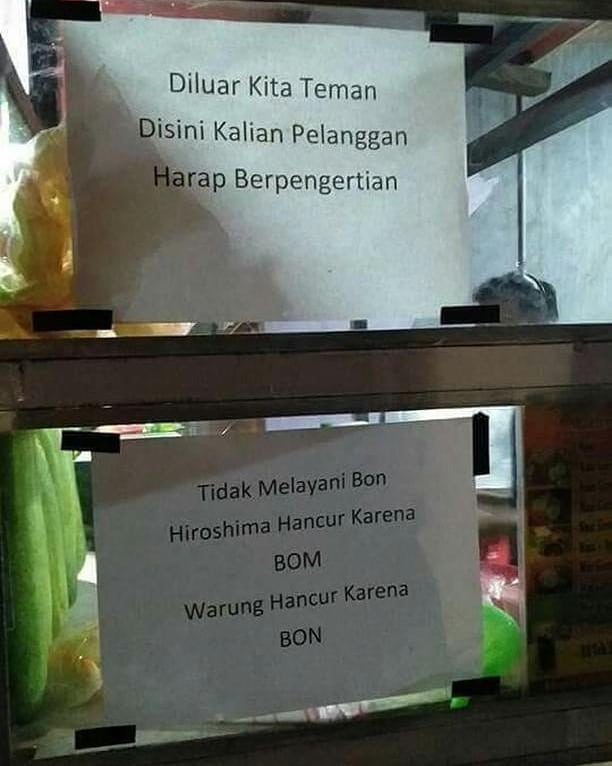 Diluar Kita Teman
Disini Kalian Pelanggan
Harap Berpengertian
Tidak Melayani Bon
Hiroshima Hancur Karena
BOM
Warung Hancur Karena
BON